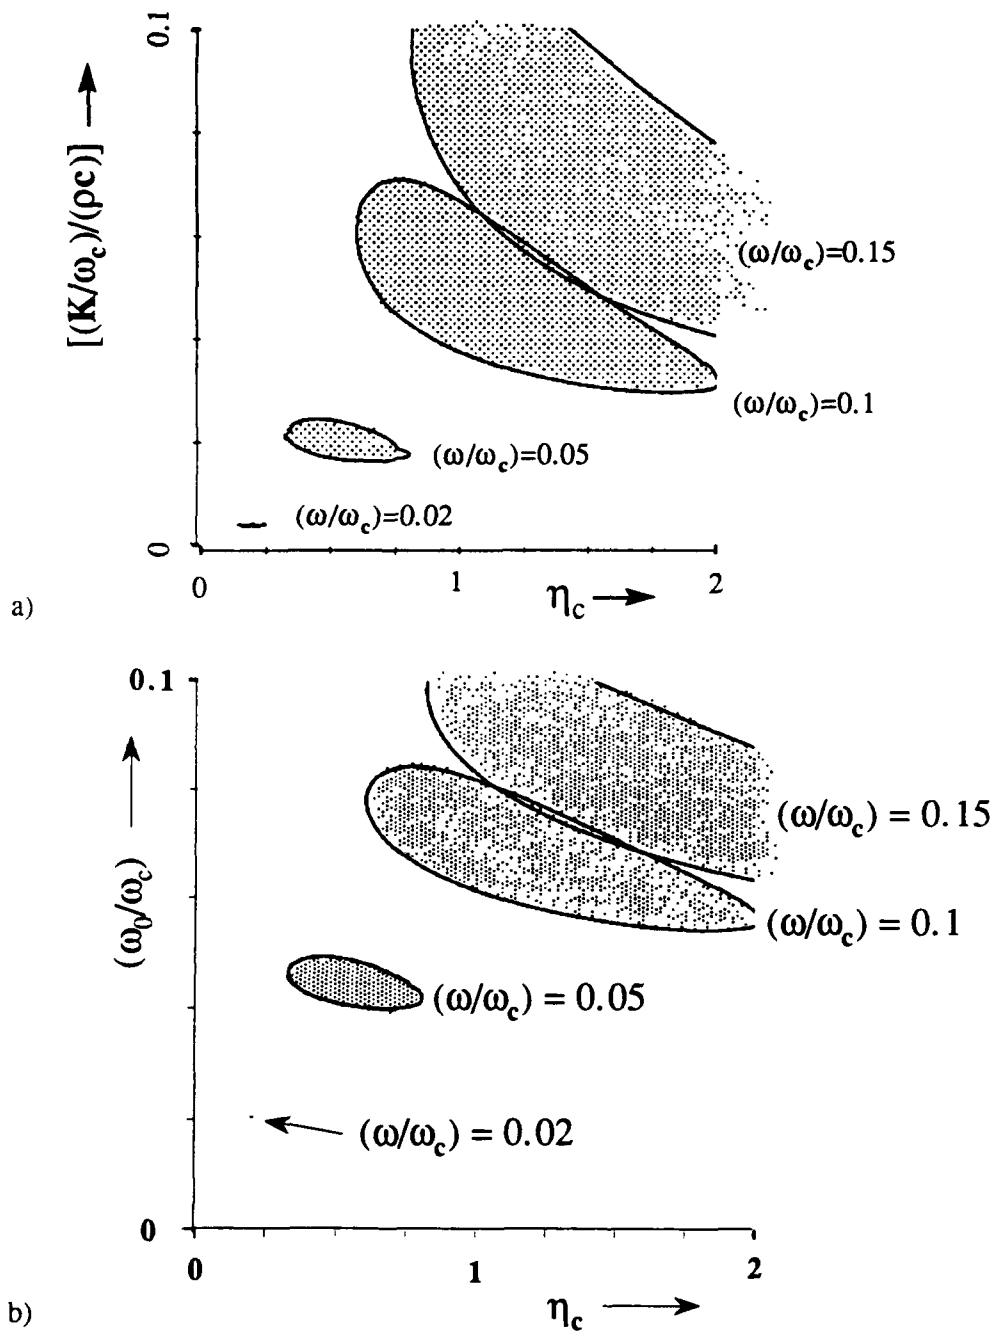 0.1
[(K/ω_c)/(ρc)]
(ω/ω_c)=0.15
(ω/ω_c)=0.1
(ω/ω_c)=0.05
(ω/ω_c)=0.02
0
0
1
2
η_c
a)
0.1
(ω_0/ω_c)
(ω/ω_c) = 0.15
(ω/ω_c) = 0.1
(ω/ω_c) = 0.05
(ω/ω_c) = 0.02
0
0
1
2
η_c
b)